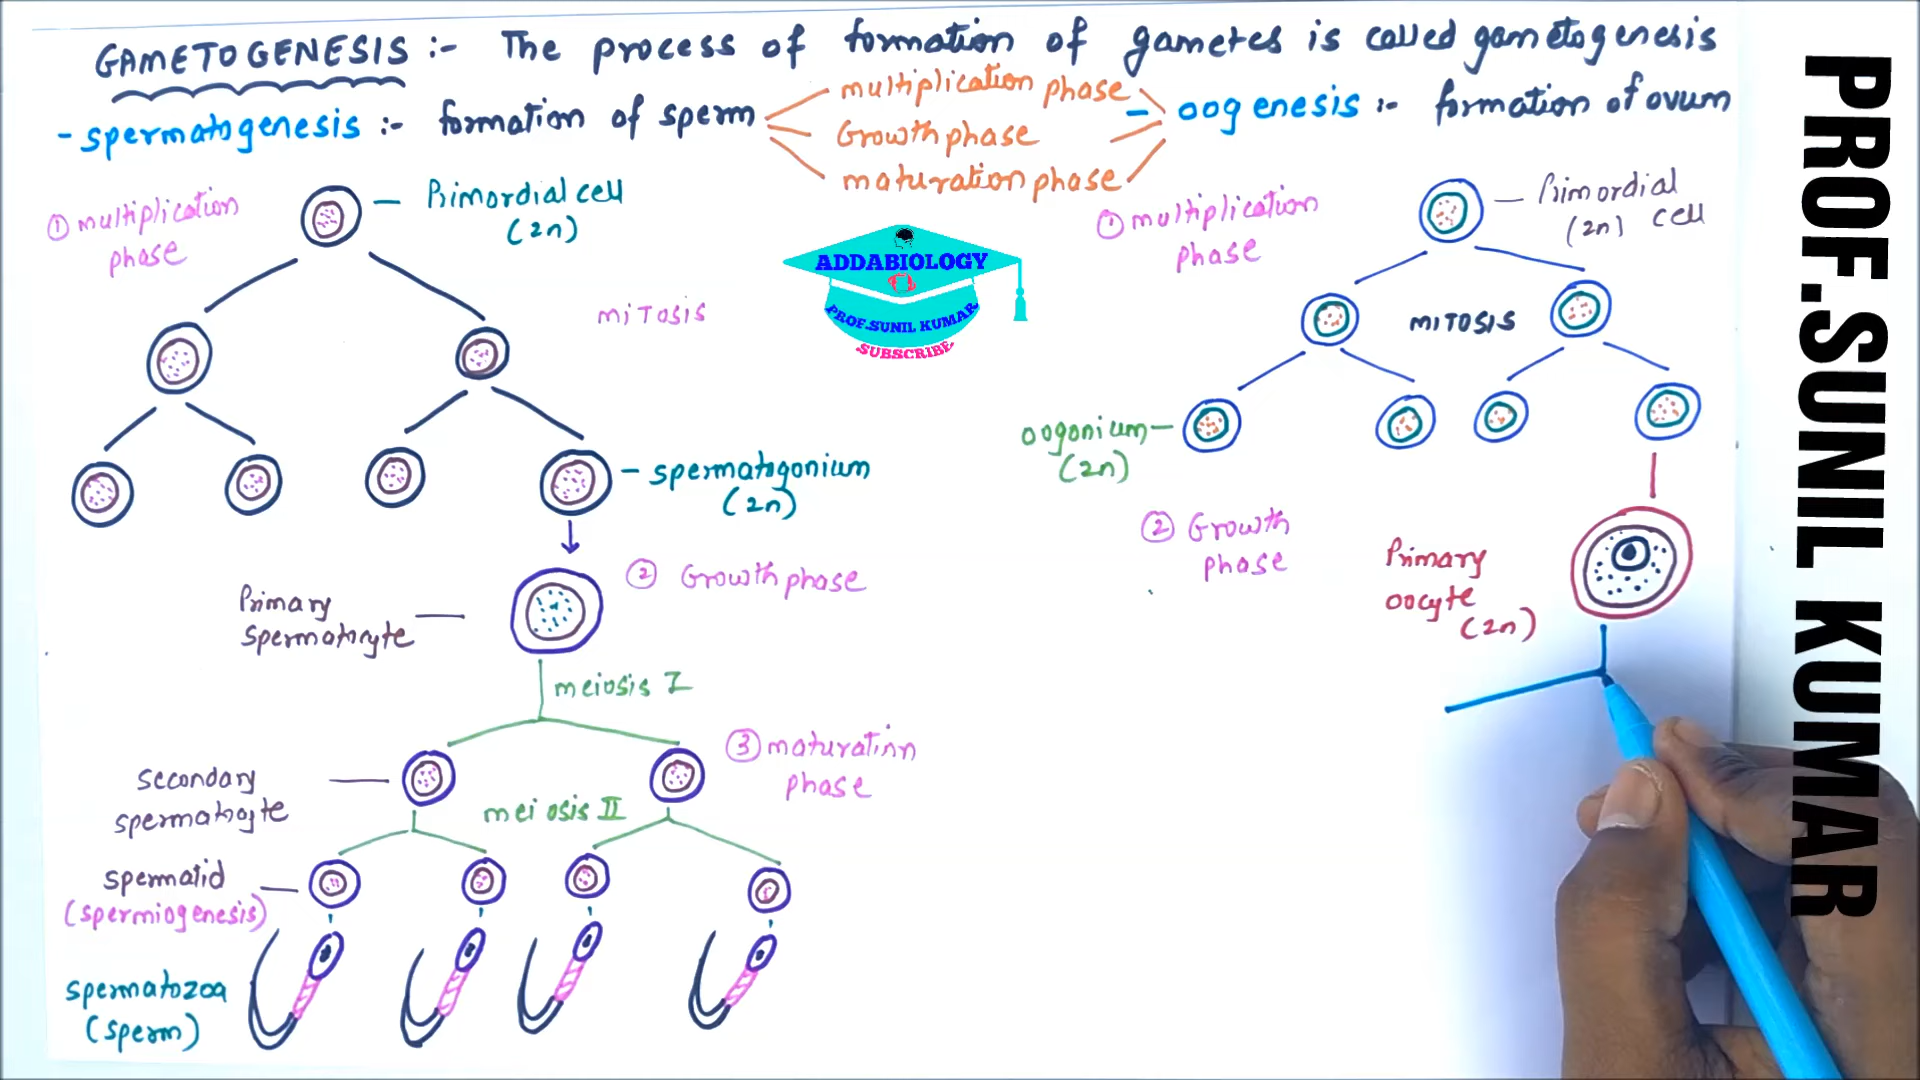 GAMETOGENESIS :- The process of formation of gametes is called gametogenesis
- spermatogenesis :- formation of sperm
multiplication phase
Growth phase
maturation phase
- oogenesis :- formation of ovum
① multiplication
phase
Primordial cell
(2n)
mitosis
spermatogonium
(2n)
② Growth phase
Primary
spermatocyte
meiosis I
③ maturation
phase
secondary
spermatocyte
meiosis II
spermatid
(spermiogenesis)
spermatozoa
(sperm)
ADDABIOLOGY
PROF.SUNIL KUMAR
SUBSCRIBE
① multiplication
phase
Primordial
(2n) cell
MITOSIS
oogonium
(2n)
② Growth
phase
Primary
oocyte
(2n)
PROF.SUNIL KUMAR